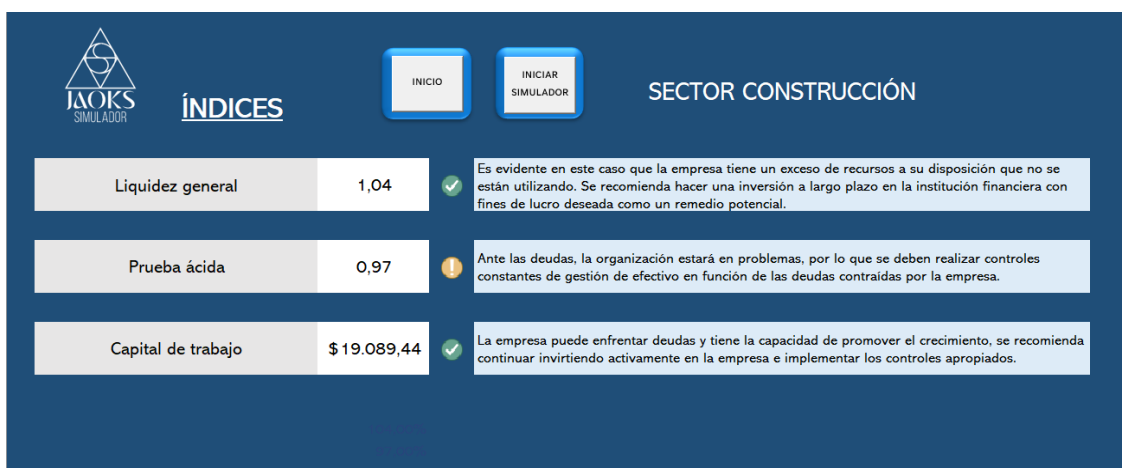 JAOKS
SIMULADOR
ÍNDICES
INICIO
INICIAR
SIMULADOR
SECTOR CONSTRUCCIÓN
Liquidez general
1,04
Es evidente en este caso que la empresa tiene un exceso de recursos a su disposición que no se
están utilizando. Se recomienda hacer una inversión a largo plazo en la institución financiera con
fines de lucro deseada como un remedio potencial.
Prueba ácida
0,97
Ante las deudas, la organización estará en problemas, por lo que se deben realizar controles
constantes de gestión de efectivo en función de las deudas contraídas por la empresa.
Capital de trabajo
$19.089,44
La empresa puede enfrentar deudas y tiene la capacidad de promover el crecimiento, se recomienda
continuar invirtiendo activamente en la empresa e implementar los controles apropiados.